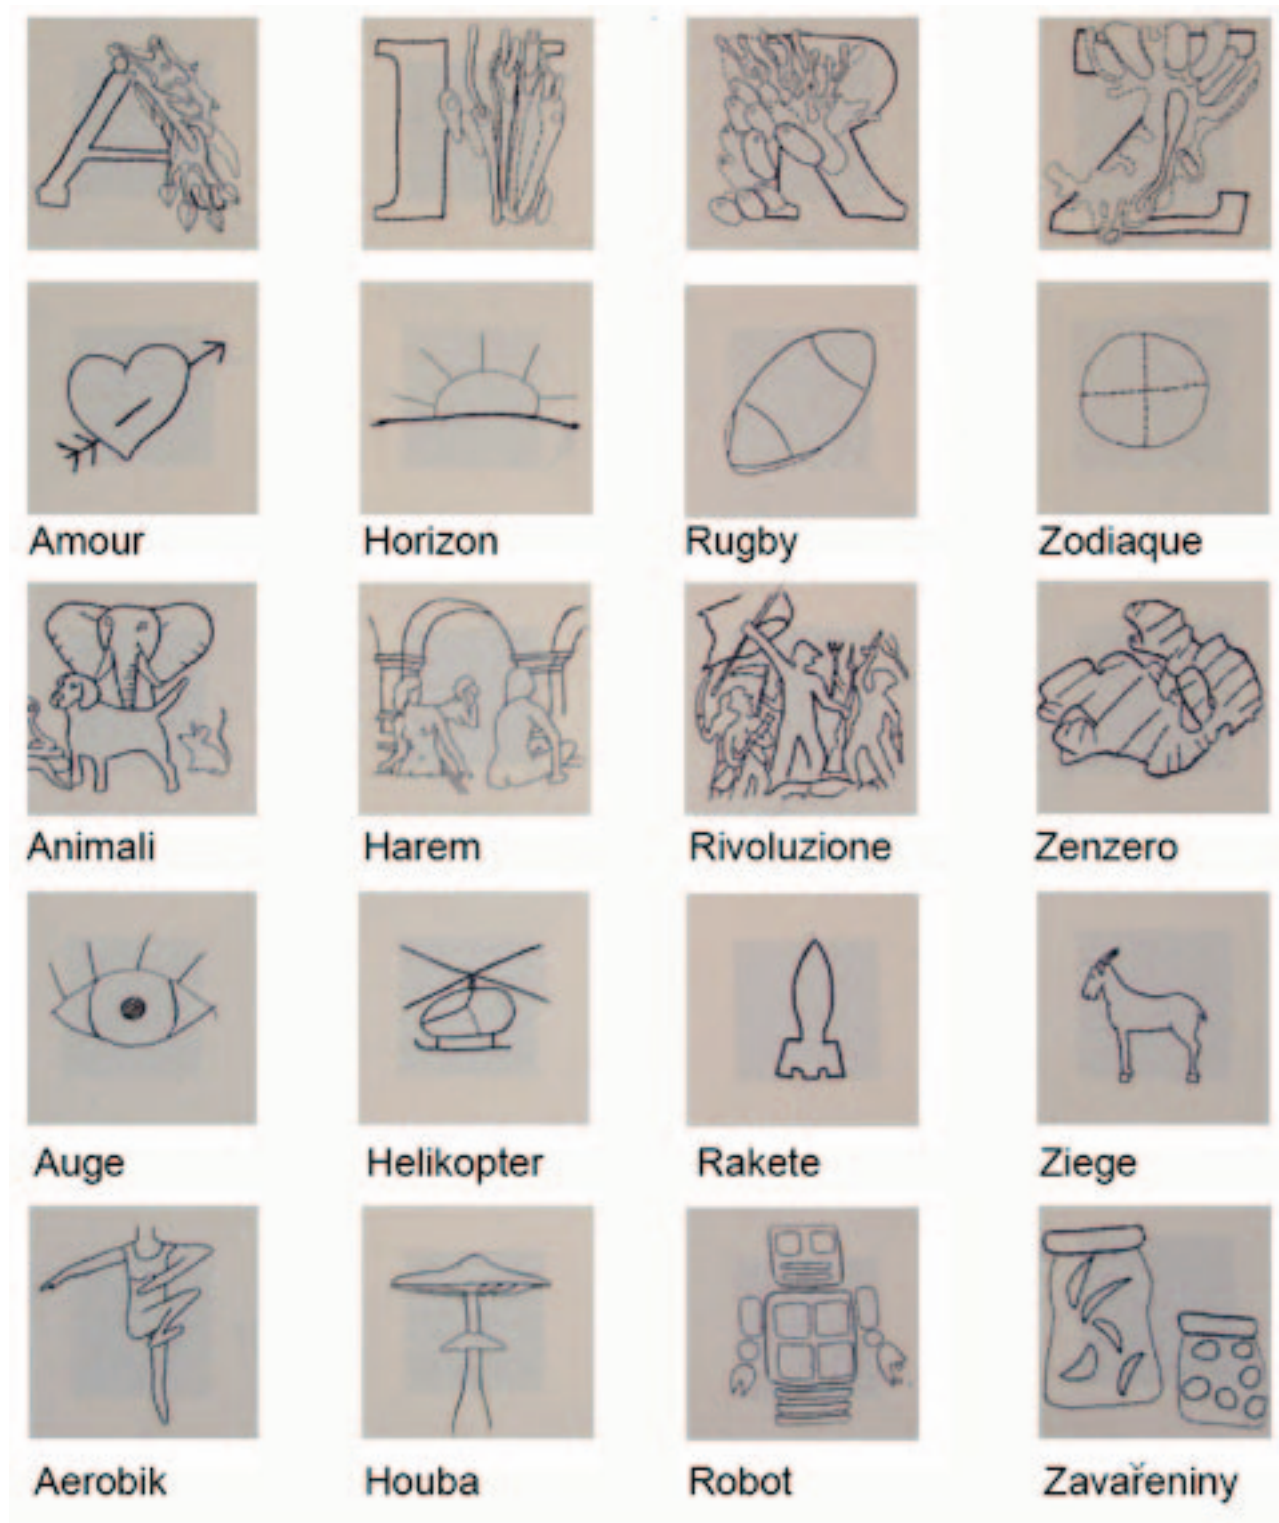 A H R Z
Amour Horizon Rugby Zodiaque
Animali Harem Rivoluzione Zenzero
Auge Helikopter Rakete Ziege
Aerobik Houba Robot Zavařeniny